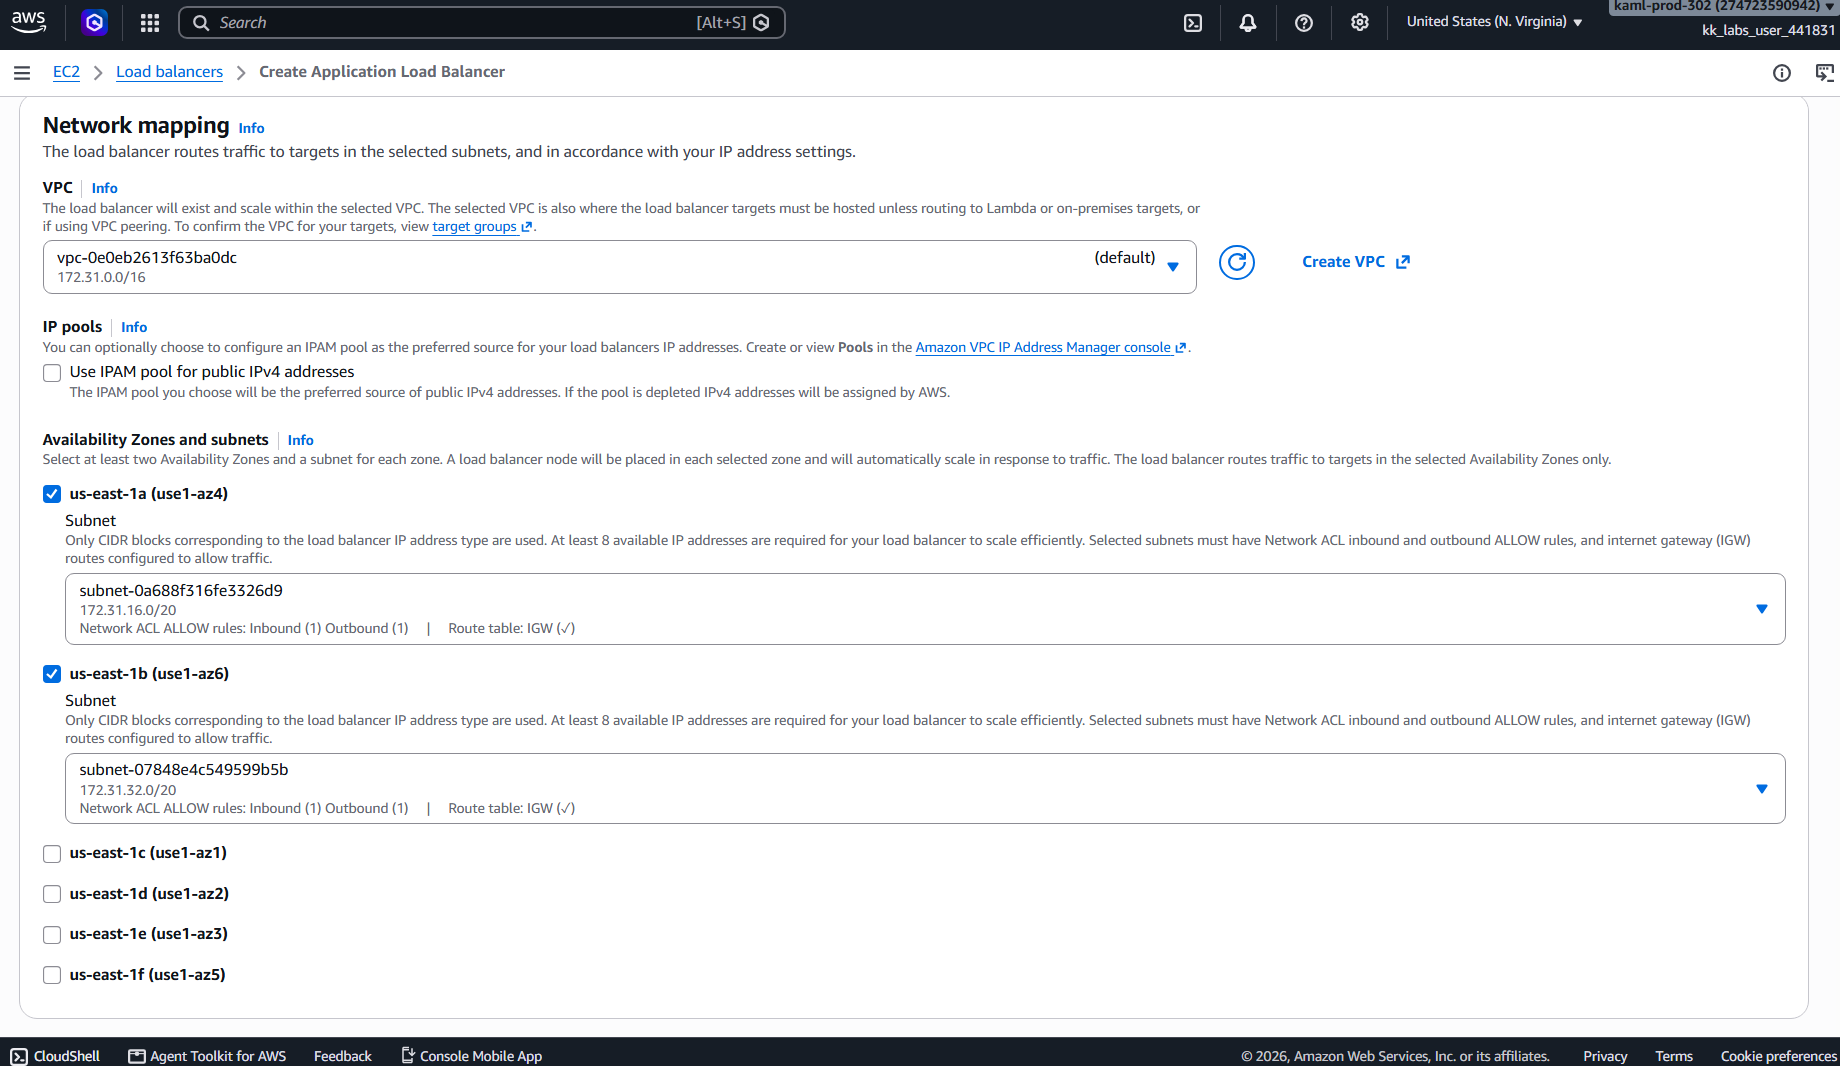 aws
Search [Alt+S]
United States (N. Virginia)
kaml-prod-302 (274723590942)
kk_labs_user_441831
EC2 > Load balancers > Create Application Load Balancer
Network mapping Info
The load balancer routes traffic to targets in the selected subnets, and in accordance with your IP address settings.
VPC | Info
The load balancer will exist and scale within the selected VPC. The selected VPC is also where the load balancer targets must be hosted unless routing to Lambda or on-premises targets, or
if using VPC peering. To confirm the VPC for your targets, view target groups.
vpc-0e0eb2613f63ba0dc (default)
172.31.0.0/16
Create VPC
IP pools | Info
You can optionally choose to configure an IPAM pool as the preferred source for your load balancers IP addresses. Create or view Pools in the Amazon VPC IP Address Manager console.
Use IPAM pool for public IPv4 addresses
The IPAM pool you choose will be the preferred source of public IPv4 addresses. If the pool is depleted IPv4 addresses will be assigned by AWS.
Availability Zones and subnets | Info
Select at least two Availability Zones and a subnet for each zone. A load balancer node will be placed in each selected zone and will automatically scale in response to traffic. The load balancer routes traffic to targets in the selected Availability Zones only.
us-east-1a (use1-az4)
Subnet
Only CIDR blocks corresponding to the load balancer IP address type are used. At least 8 available IP addresses are required for your load balancer to scale efficiently. Selected subnets must have Network ACL inbound and outbound ALLOW rules, and internet gateway (IGW)
routes configured to allow traffic.
subnet-0a688f316fe3326d9
172.31.16.0/20
Network ACL ALLOW rules: Inbound (1) Outbound (1) | Route table: IGW (✓)
us-east-1b (use1-az6)
Subnet
Only CIDR blocks corresponding to the load balancer IP address type are used. At least 8 available IP addresses are required for your load balancer to scale efficiently. Selected subnets must have Network ACL inbound and outbound ALLOW rules, and internet gateway (IGW)
routes configured to allow traffic.
subnet-07848e4c549599b5b
172.31.32.0/20
Network ACL ALLOW rules: Inbound (1) Outbound (1) | Route table: IGW (✓)
us-east-1c (use1-az1)
us-east-1d (use1-az2)
us-east-1e (use1-az3)
us-east-1f (use1-az5)
CloudShell Agent Toolkit for AWS Feedback Console Mobile App © 2026, Amazon Web Services, Inc. or its affiliates. Privacy Terms Cookie preferences